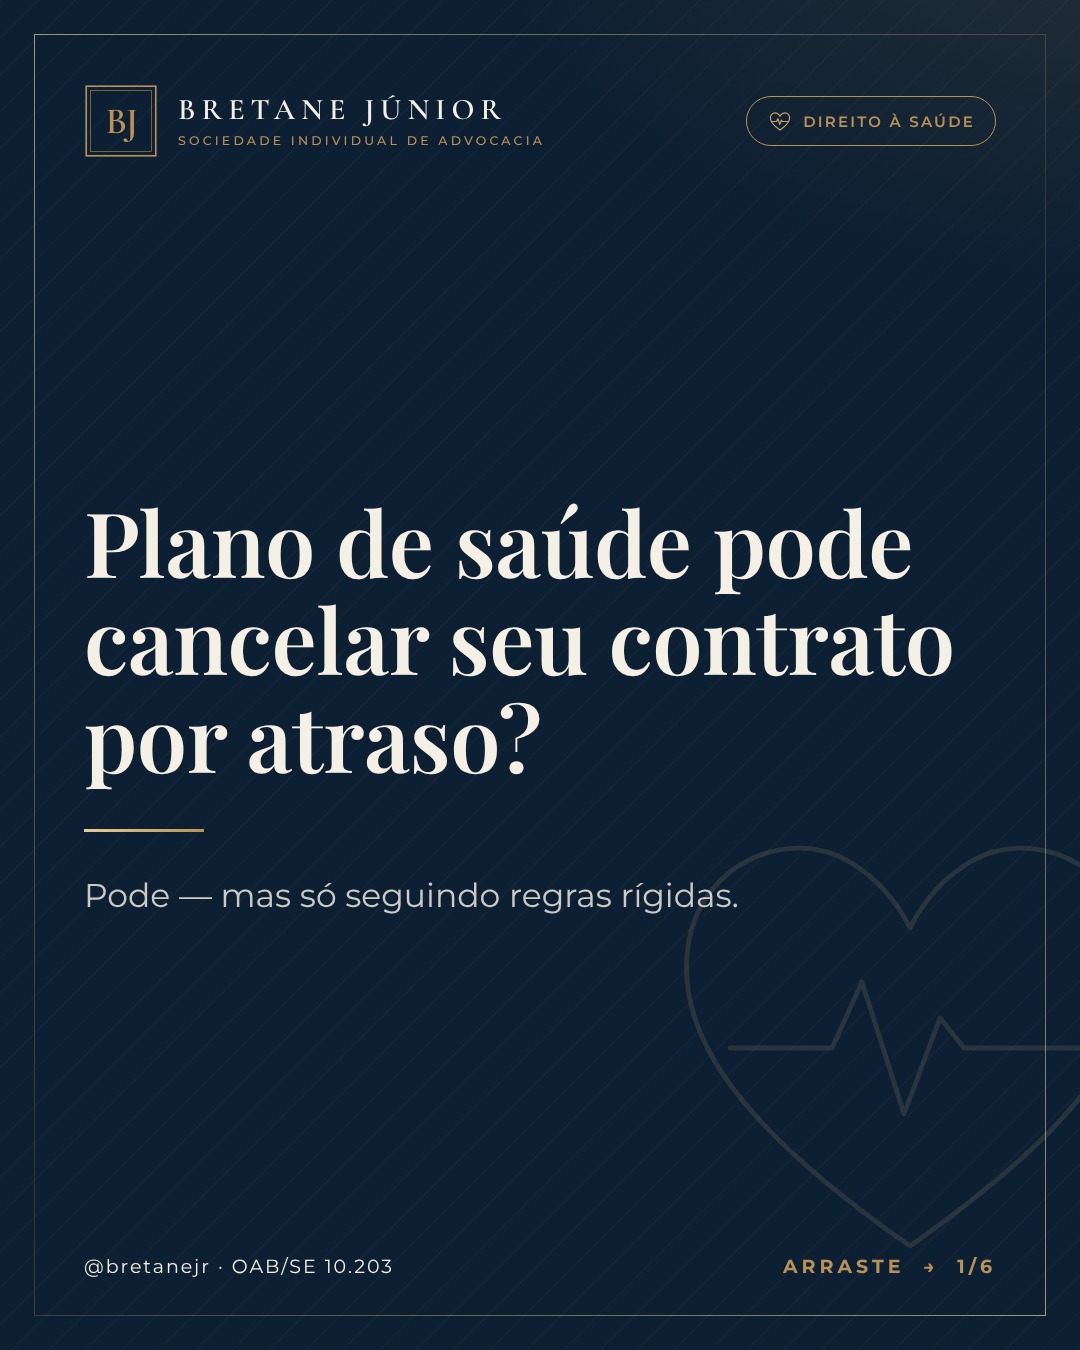 BJ
BRETANE JÚNIOR
SOCIEDADE INDIVIDUAL DE ADVOCACIA
DIREITO À SAÚDE
Plano de saúde pode
cancelar seu contrato
por atraso?
Pode — mas só seguindo regras rígidas.
@bretanejr · OAB/SE 10.203
ARRASTE → 1/6